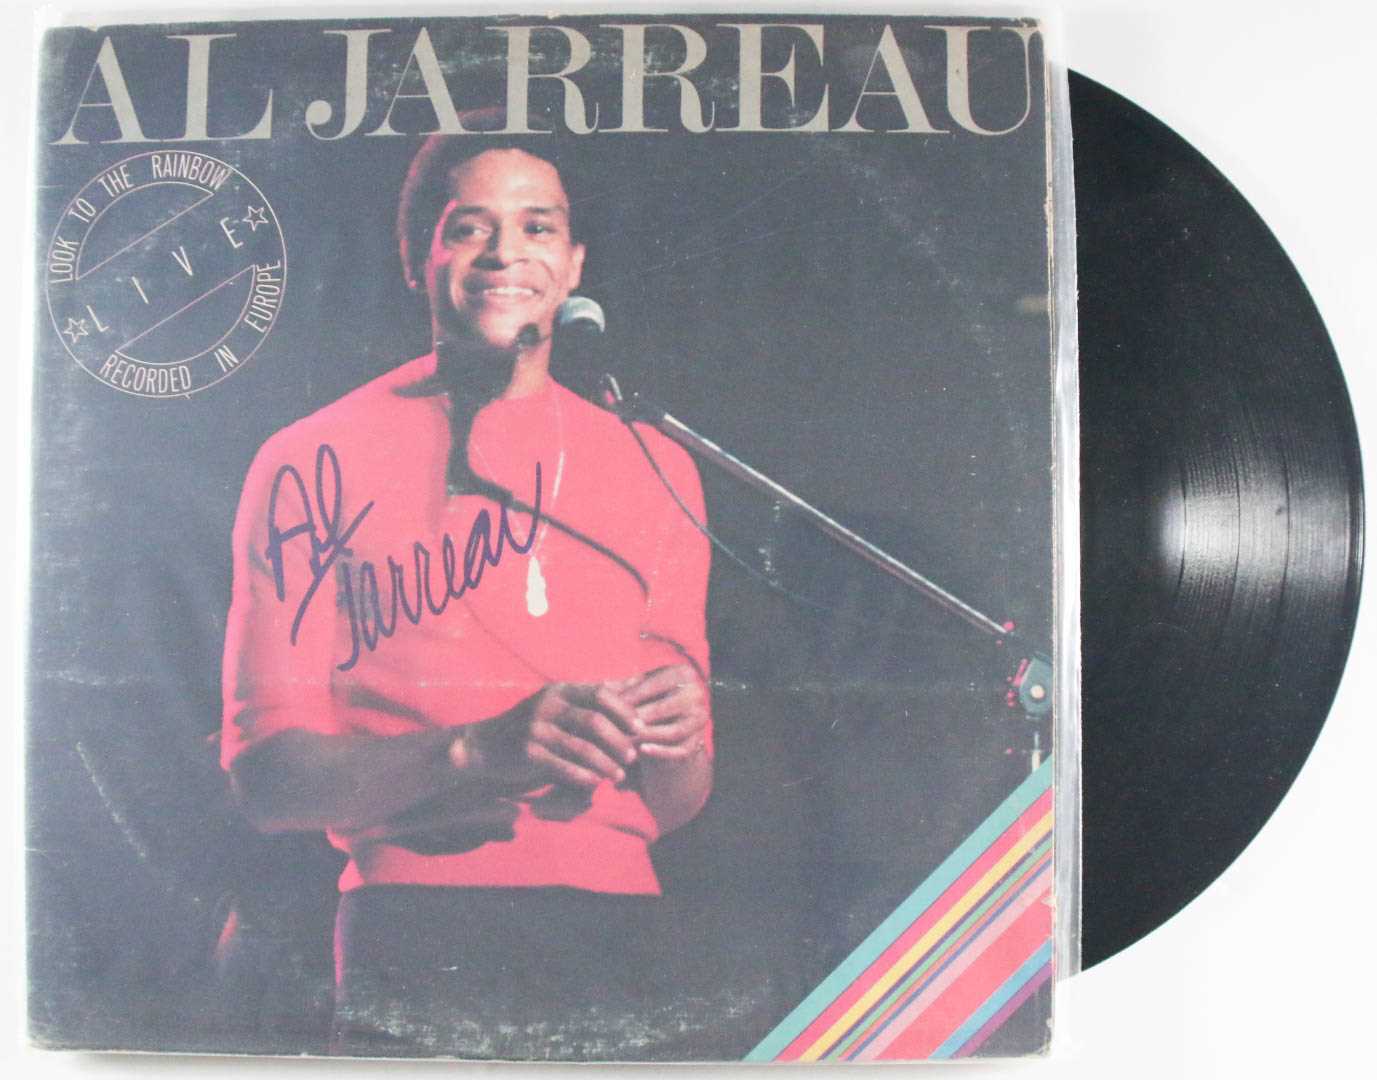 AL JARREAU
LOOK TO THE RAINBOW
LIVE
RECORDED IN EUROPE
Al
Jarreau